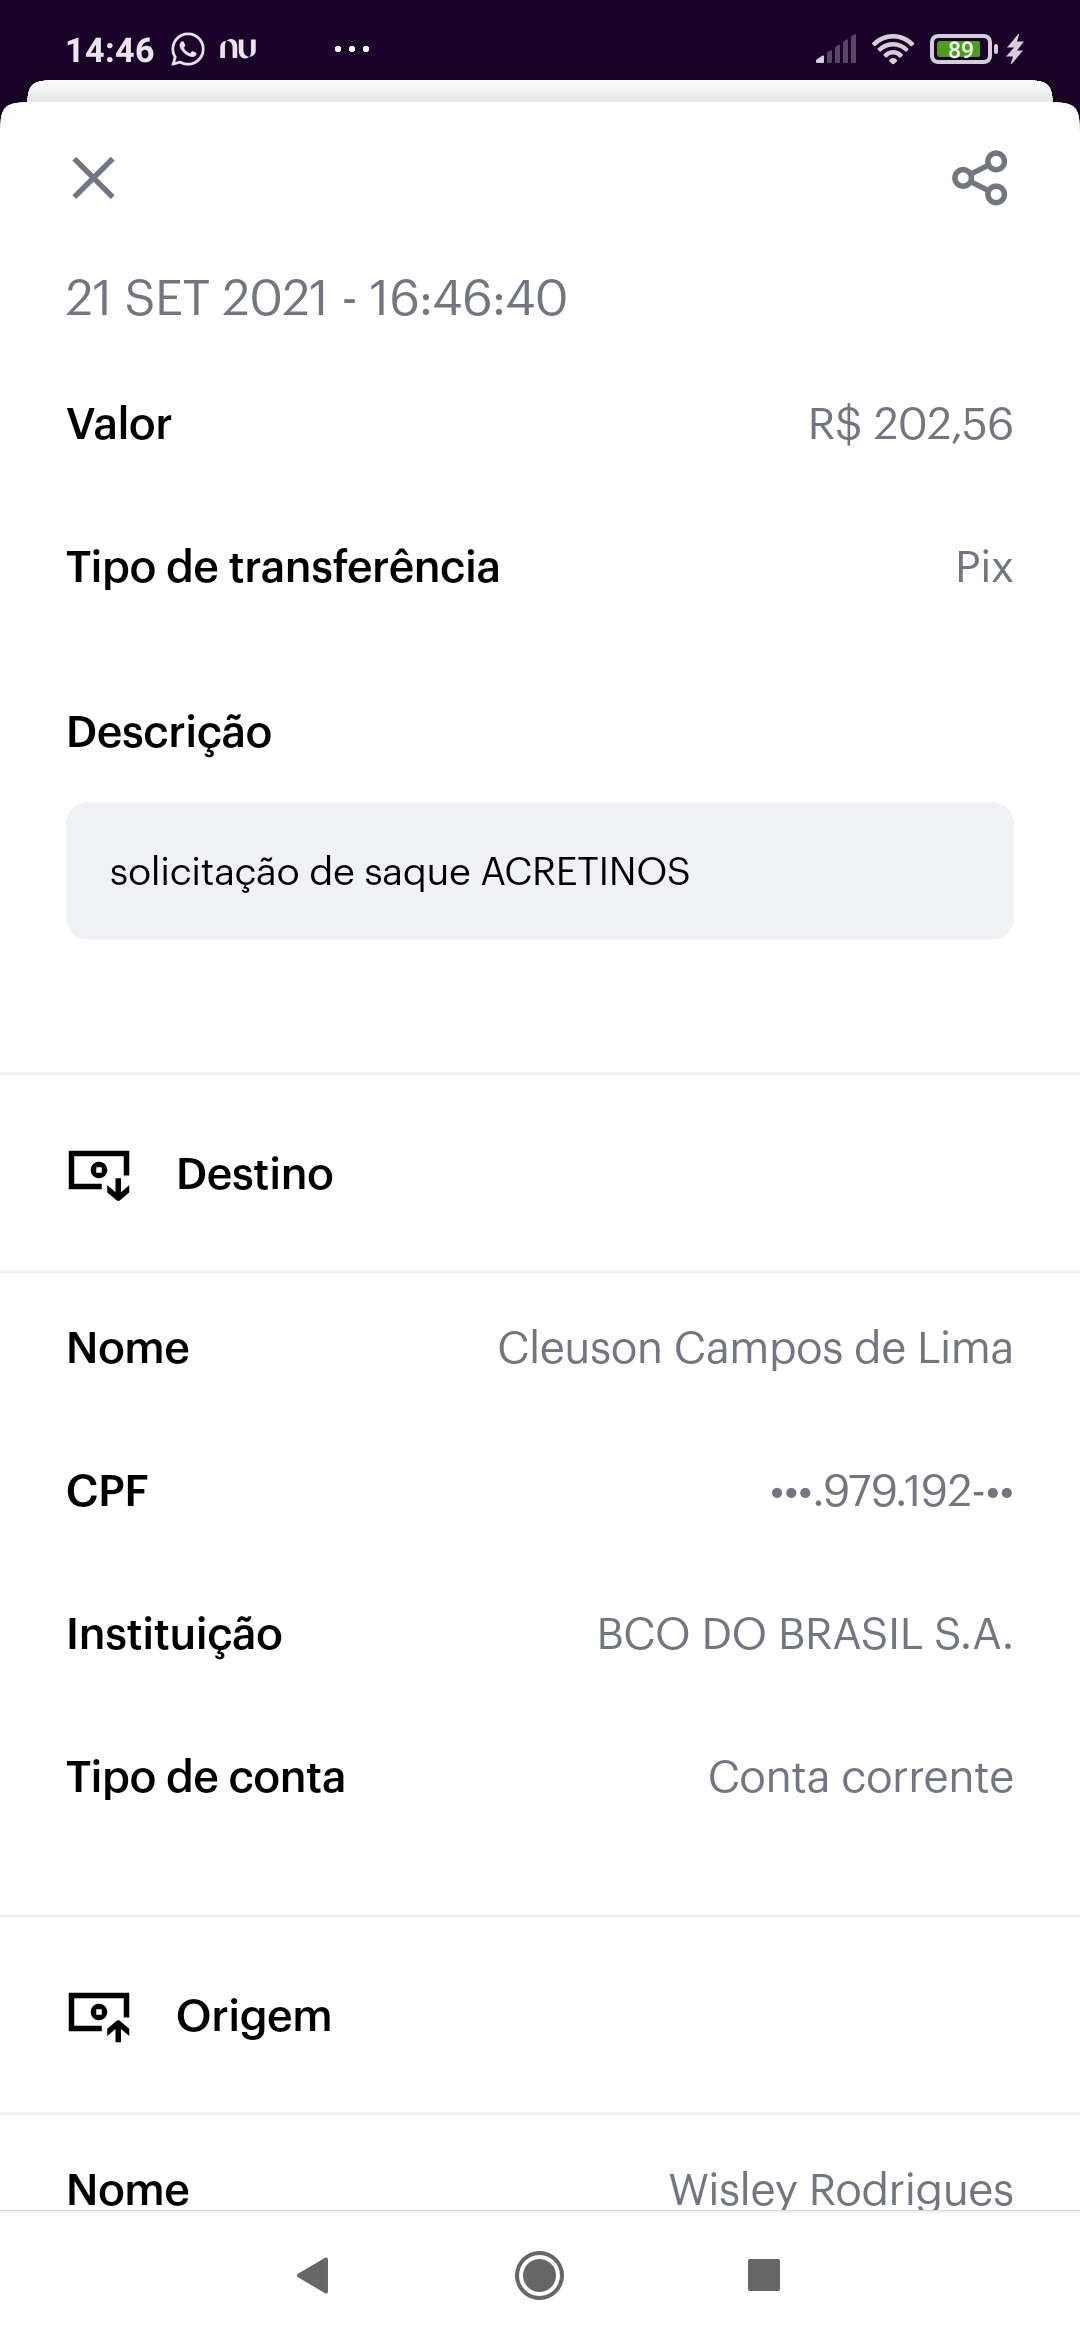 14:46 nu ...
89
21 SET 2021 - 16:46:40
Valor R$ 202,56
Tipo de transferência Pix
Descrição
solicitação de saque ACRETINOS
Destino
Nome Cleuson Campos de Lima
CPF •••.979.192-••
Instituição BCO DO BRASIL S.A.
Tipo de conta Conta corrente
Origem
Nome Wisley Rodrigues